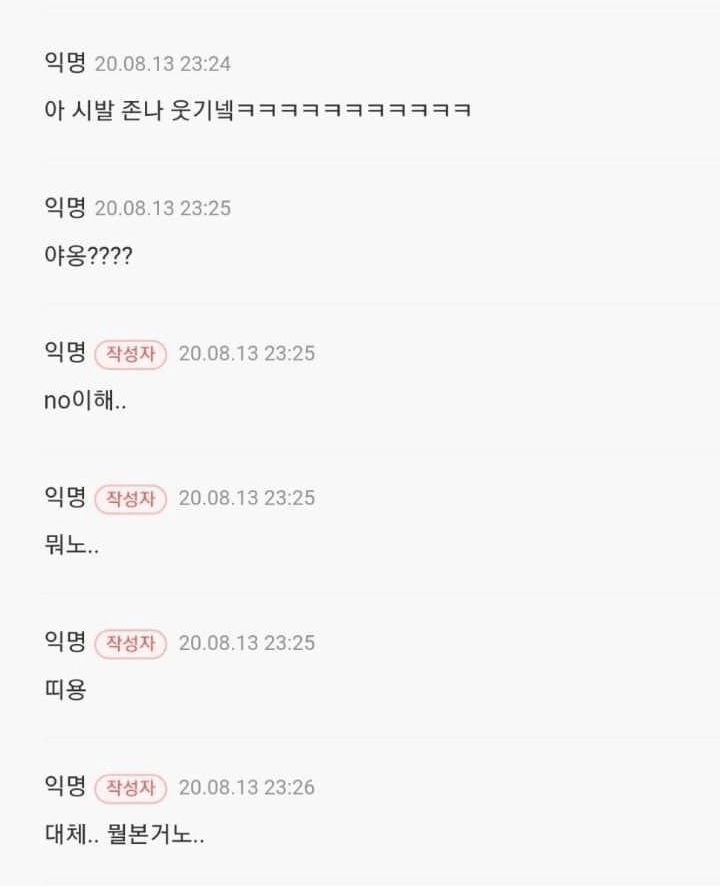 익명 20.08.13 23:24
아 시발 존나 웃기넼ㅋㅋㅋㅋㅋㅋㅋㅋㅋㅋㅋ
익명 20.08.13 23:25
야옹????
익명 작성자 20.08.13 23:25
no이해..
익명 작성자 20.08.13 23:25
뭐노..
익명 작성자 20.08.13 23:25
띠용
익명 작성자 20.08.13 23:26
대체.. 뭘본거노..